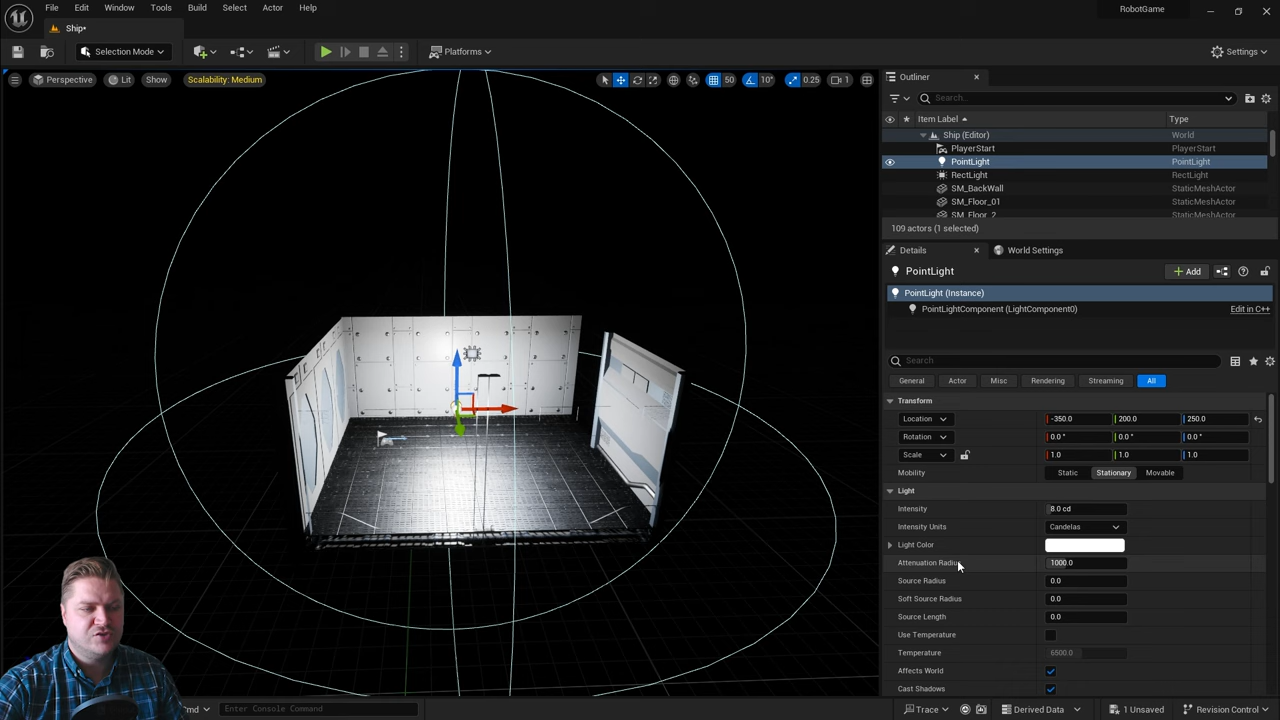 File Edit Window Tools Build Select Actor Help
RobotGame
Ship•
Selection Mode
Platforms
Settings
Perspective Lit Show Scalability: Medium
50 10° 0.25 1
Outliner
Search...
Item Label Type
Ship (Editor) World
PlayerStart PlayerStart
PointLight PointLight
RectLight RectLight
SM_BackWall StaticMeshActor
SM_Floor_01 StaticMeshActor
SM_Floor_2 StaticMeshActor
109 actors (1 selected)
Details World Settings
PointLight
Add
PointLight (Instance)
PointLightComponent (LightComponent0) Edit in C++
Search
General Actor Misc Rendering Streaming All
Transform
Location -350.0 200.0 250.0
Rotation 0.0 ° 0.0 ° 0.0 °
Scale 1.0 1.0 1.0
Mobility Static Stationary Movable
Light
Intensity 8.0 cd
Intensity Units Candelas
Light Color
Attenuation Radius 1000.0
Source Radius 0.0
Soft Source Radius 0.0
Source Length 0.0
Use Temperature
Temperature 6500.0
Affects World
Cast Shadows
Cmd Enter Console Command
Trace Derived Data 1 Unsaved Revision Control